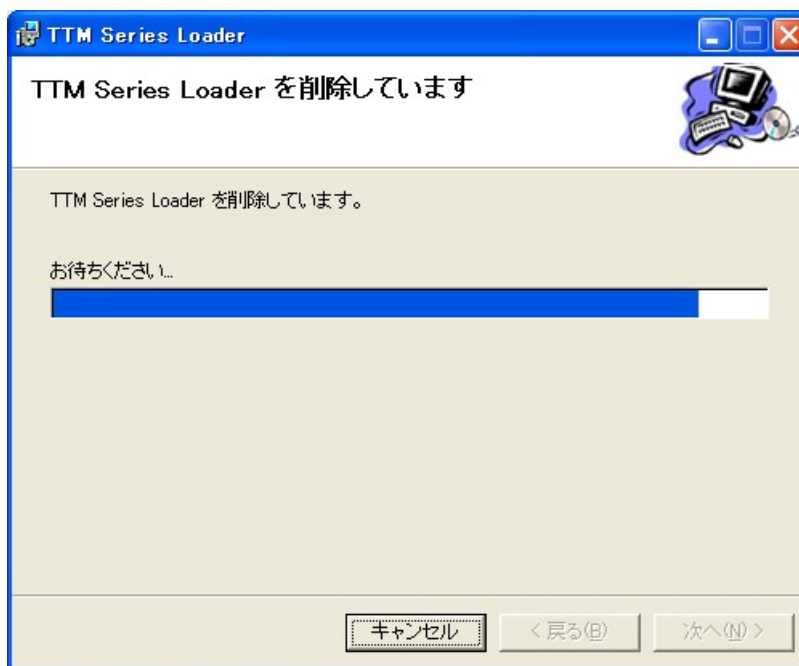 TTM Series Loader
TTM Series Loader を削除しています
TTM Series Loader を削除しています。
お待ちください...
キャンセル
< 戻る(B)
次へ(N) >